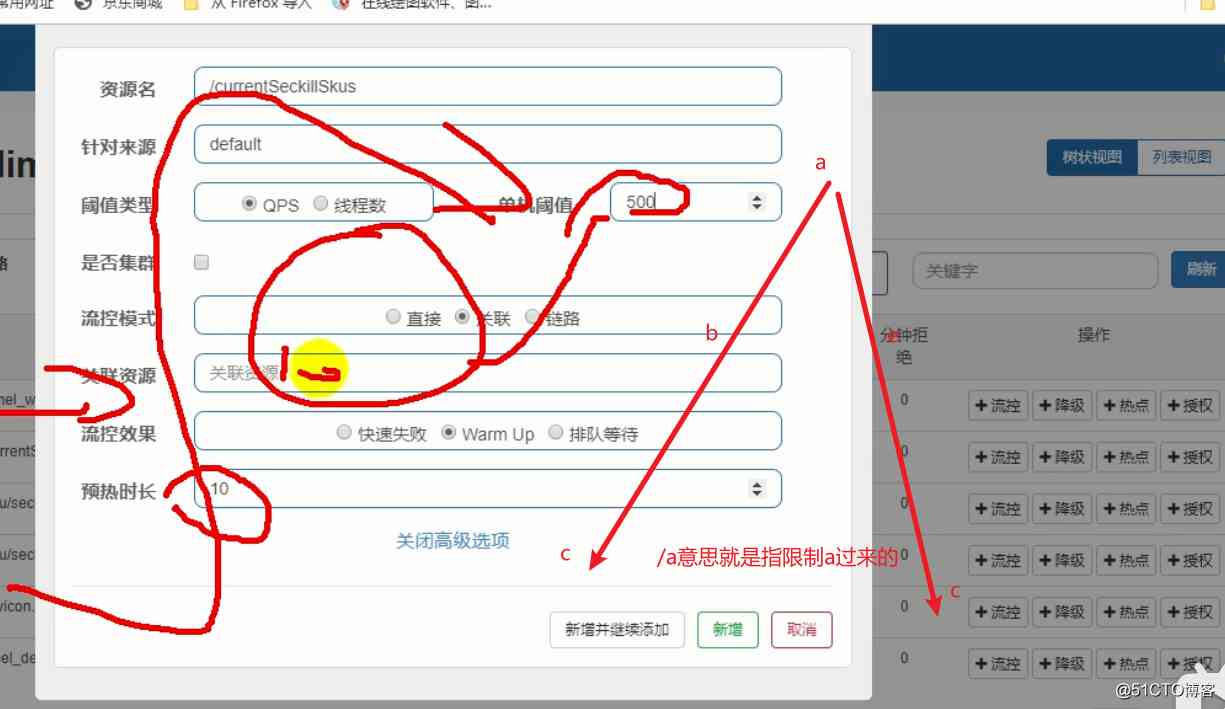 常用网址 京东商城 从 Firefox 导入 在线绘图软件、图...
资源名 /currentSeckillSkus
针对来源 default
阈值类型 QPS 线程数 单机阈值 500
是否集群
流控模式 直接 关联 链路
关联资源 关联资源
流控效果 快速失败 Warm Up 排队等待
预热时长 10
关闭高级选项
新增并继续添加 新增 取消
a
b
c
/a意思就是指限制a过来的
c
树状视图 列表视图
关键字 刷新
分钟拒绝 操作
0 +流控 +降级 +热点 +授权
0 +流控 +降级 +热点 +授权
0 +流控 +降级 +热点 +授权
0 +流控 +降级 +热点 +授权
0 +流控 +降级 +热点 +授权
0 +流控 +降级 +热点 +授权
@51CTO博客